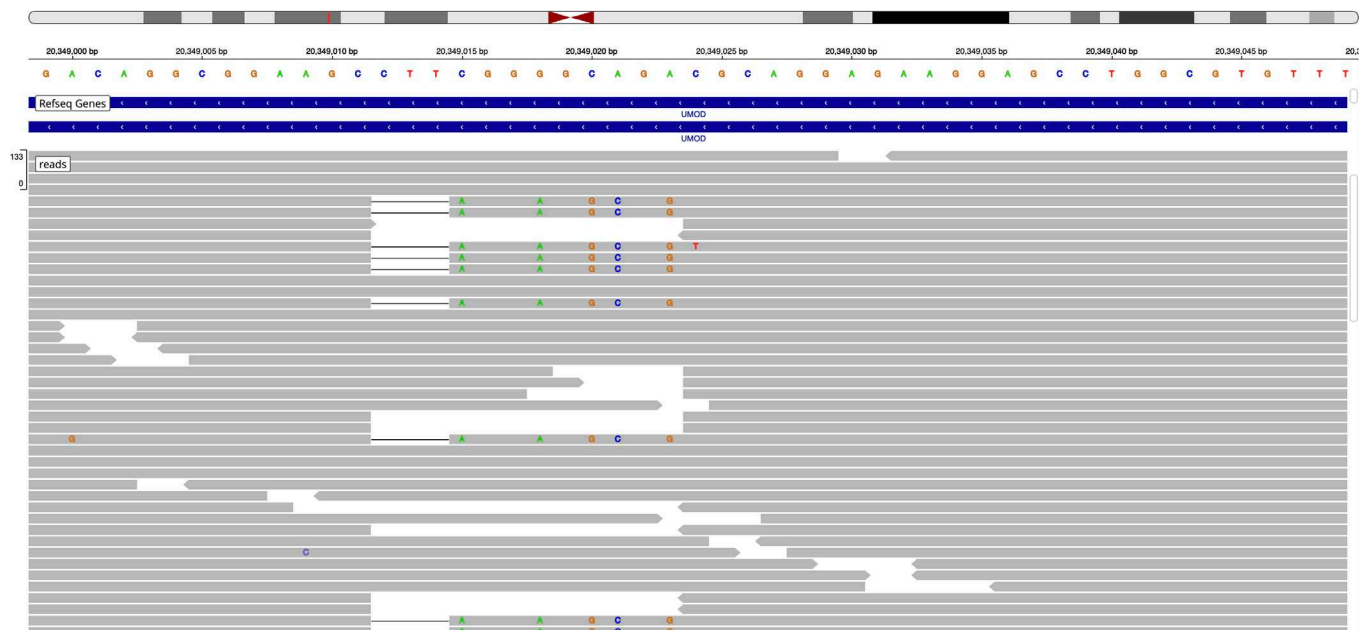 20,349,000 bp 20,349,005 bp 20,349,010 bp 20,349,015 bp 20,349,020 bp 20,349,025 bp 20,349,030 bp 20,349,035 bp 20,349,040 bp 20,349,045 bp
G A C A G G C G G A A G C C T T C G G G G C A G A C G C A G G A G A A G G A G C C T G G C G T G T T T
Refseq Genes
UMOD
UMOD
133
reads
0
A A G C G
A A G C G
A A G C G T
A A G C G
A A G C G
A A G C G
G A A G C G
C
A A G C G